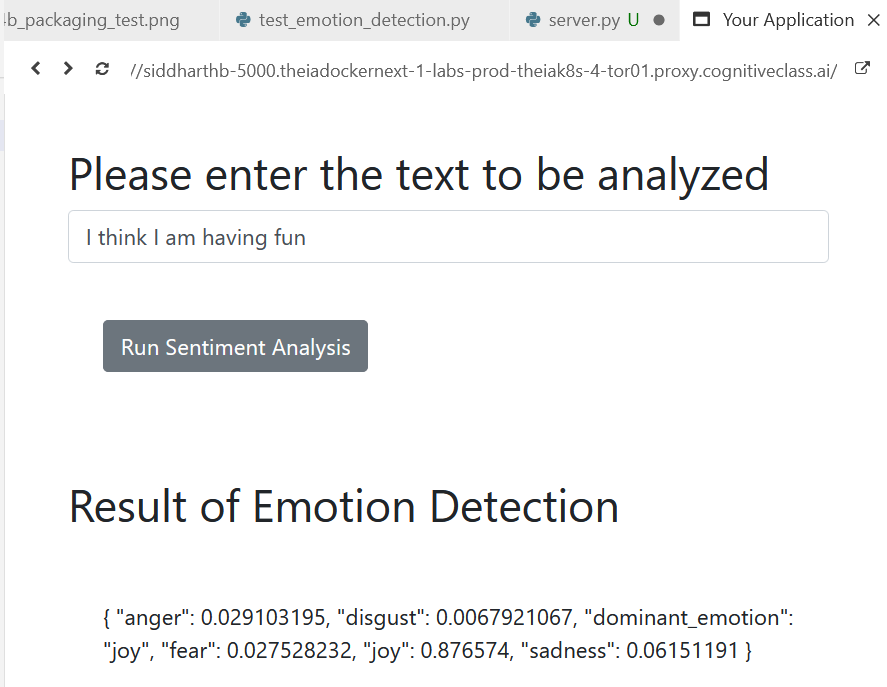 4b_packaging_test.png test_emotion_detection.py server.py U Your Application
//siddharthb-5000.theiadockernext-1-labs-prod-theiak8s-4-tor01.proxy.cognitiveclass.ai/
Please enter the text to be analyzed
I think I am having fun
Run Sentiment Analysis
Result of Emotion Detection
{ "anger": 0.029103195, "disgust": 0.0067921067, "dominant_emotion":
"joy", "fear": 0.027528232, "joy": 0.876574, "sadness": 0.06151191 }